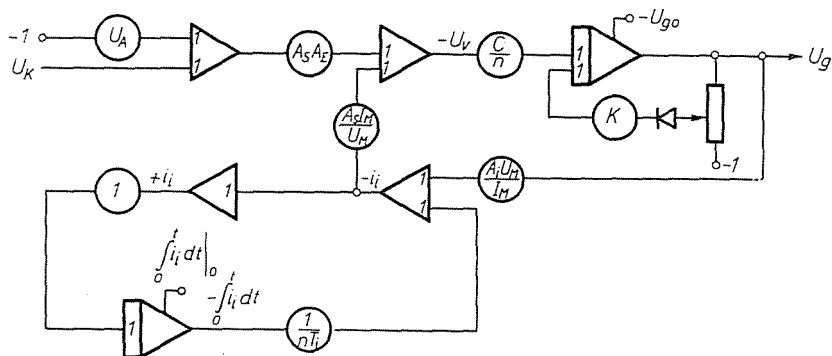 -1 U_A 1
U_K 1
A_S A_E
1
1
-U_v
C/n
1
1
-U_go
U_g
K
-1
A_S I_M / U_M
1 +i_i 1 -i_i 1
1
A_i U_M / I_M
∫_0^t i_i dt |_0
-∫_0^t i_i dt
1
1/nT_i